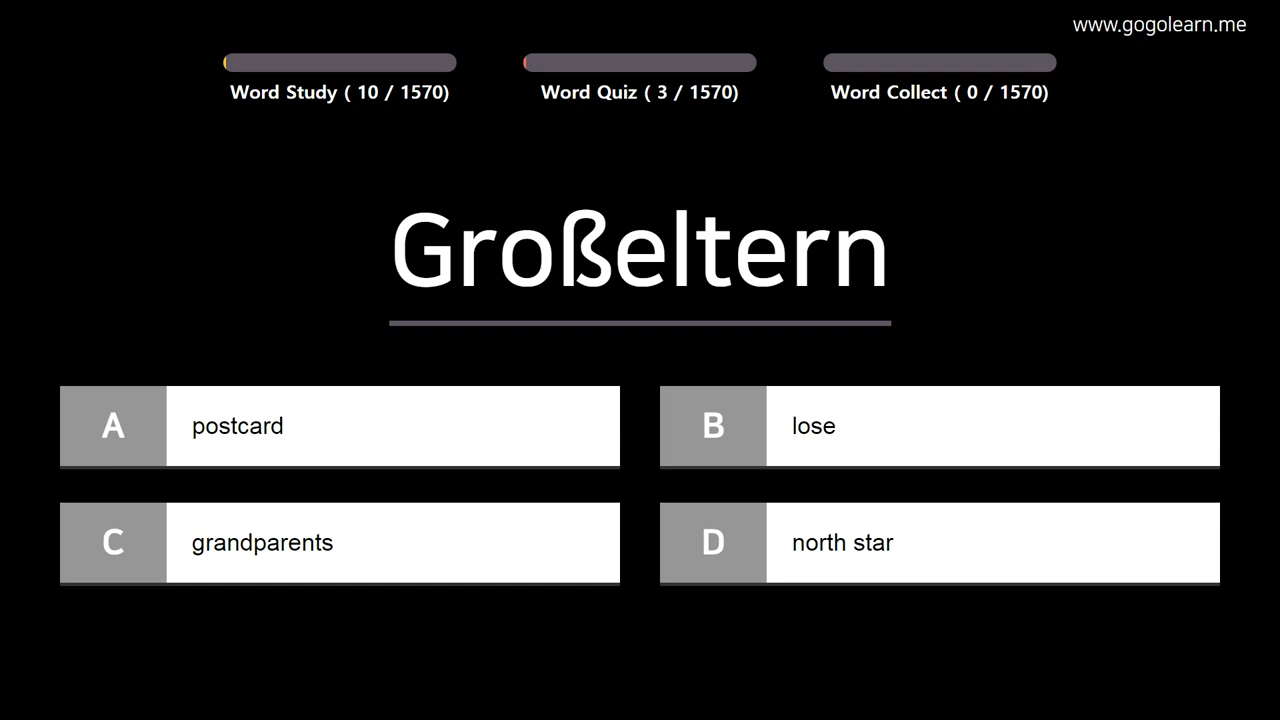 www.gogolearn.me
Word Study ( 10 / 1570)
Word Quiz ( 3 / 1570)
Word Collect ( 0 / 1570)
Großeltern
A postcard
B lose
C grandparents
D north star